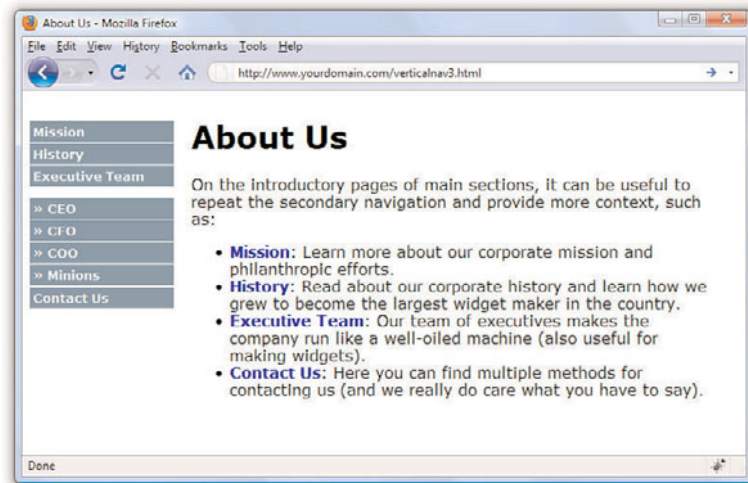 About Us - Mozilla Firefox
File Edit View History Bookmarks Tools Help
http://www.yourdomain.com/verticalnav3.html
Mission
History
Executive Team
» CEO
» CFO
» COO
» Minions
Contact Us
About Us
On the introductory pages of main sections, it can be useful to
repeat the secondary navigation and provide more context, such
as:
• Mission: Learn more about our corporate mission and
philanthropic efforts.
• History: Read about our corporate history and learn how we
grew to become the largest widget maker in the country.
• Executive Team: Our team of executives makes the
company run like a well-oiled machine (also useful for
making widgets).
• Contact Us: Here you can find multiple methods for
contacting us (and we really do care what you have to say).
Done